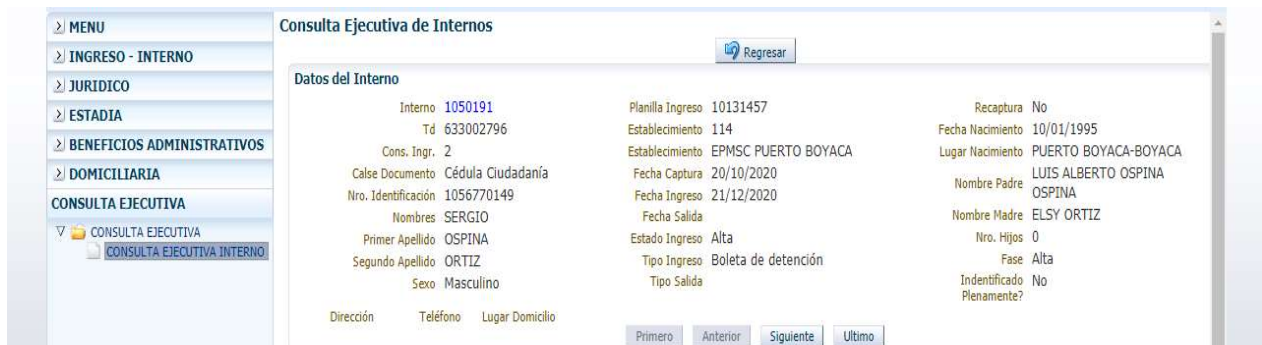 MENU
INGRESO - INTERNO
JURIDICO
ESTADIA
BENEFICIOS ADMINISTRATIVOS
DOMICILIARIA
CONSULTA EJECUTIVA
CONSULTA EJECUTIVA
CONSULTA EJECUTIVA INTERNO
Consulta Ejecutiva de Internos
Regresar
Datos del Interno
Interno 1050191
Td 633002796
Cons. Ingr. 2
Calse Documento Cédula Ciudadanía
Nro. Identificación 1056770149
Nombres SERGIO
Primer Apellido OSPINA
Segundo Apellido ORTIZ
Sexo Masculino
Planilla Ingreso 10131457
Establecimiento 114
Establecimiento EPMSC PUERTO BOYACA
Fecha Captura 20/10/2020
Fecha Ingreso 21/12/2020
Fecha Salida
Estado Ingreso Alta
Tipo Ingreso Boleta de detención
Tipo Salida
Recaptura No
Fecha Nacimiento 10/01/1995
Lugar Nacimiento PUERTO BOYACA-BOYACA
Nombre Padre LUIS ALBERTO OSPINA
OSPINA
Nombre Madre ELSY ORTIZ
Nro. Hijos 0
Fase Alta
Indentificado No
Plenamente?
Dirección Teléfono Lugar Domicilio
Primero Anterior Siguiente Ultimo